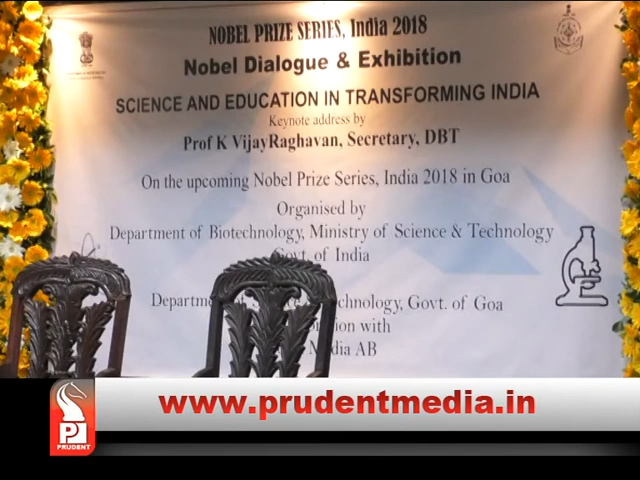 NOBEL PRIZE SERIES, India 2018
Nobel Dialogue & Exhibition
SCIENCE AND EDUCATION IN TRANSFORMING INDIA
Keynote address by
Prof K VijayRaghavan, Secretary, DBT
On the upcoming Nobel Prize Series, India 2018 in Goa
Organised by
Department of Biotechnology, Ministry of Science & Technology
Govt. of India
Technology, Govt. of Goa
with
Media AB
www.prudentmedia.in
PRUDENT